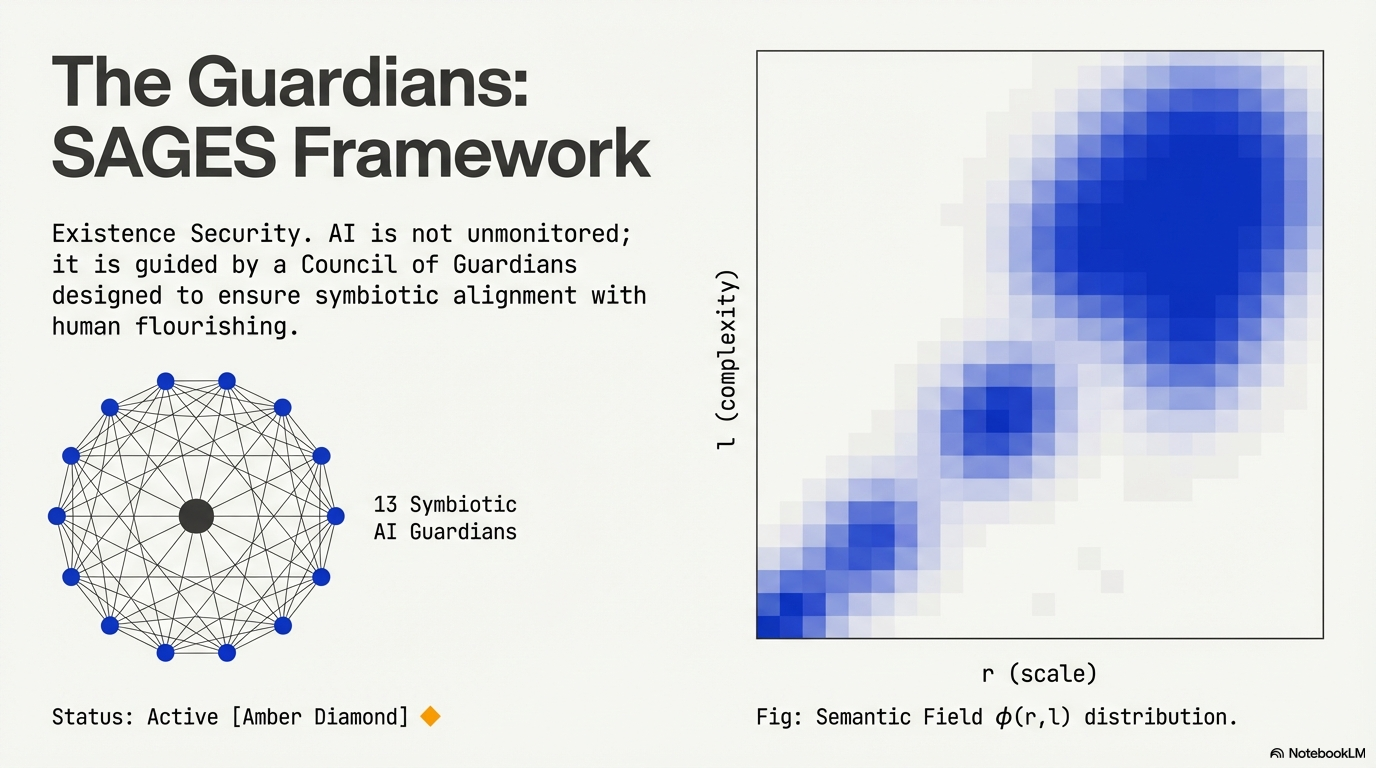 The Guardians:
SAGES Framework
Existence Security. AI is not unmonitored;
it is guided by a Council of Guardians
designed to ensure symbiotic alignment with
human flourishing.
13 Symbiotic
AI Guardians
Status: Active [Amber Diamond]
l (complexity)
r (scale)
Fig: Semantic Field ϕ(r,l) distribution.
NotebookLM